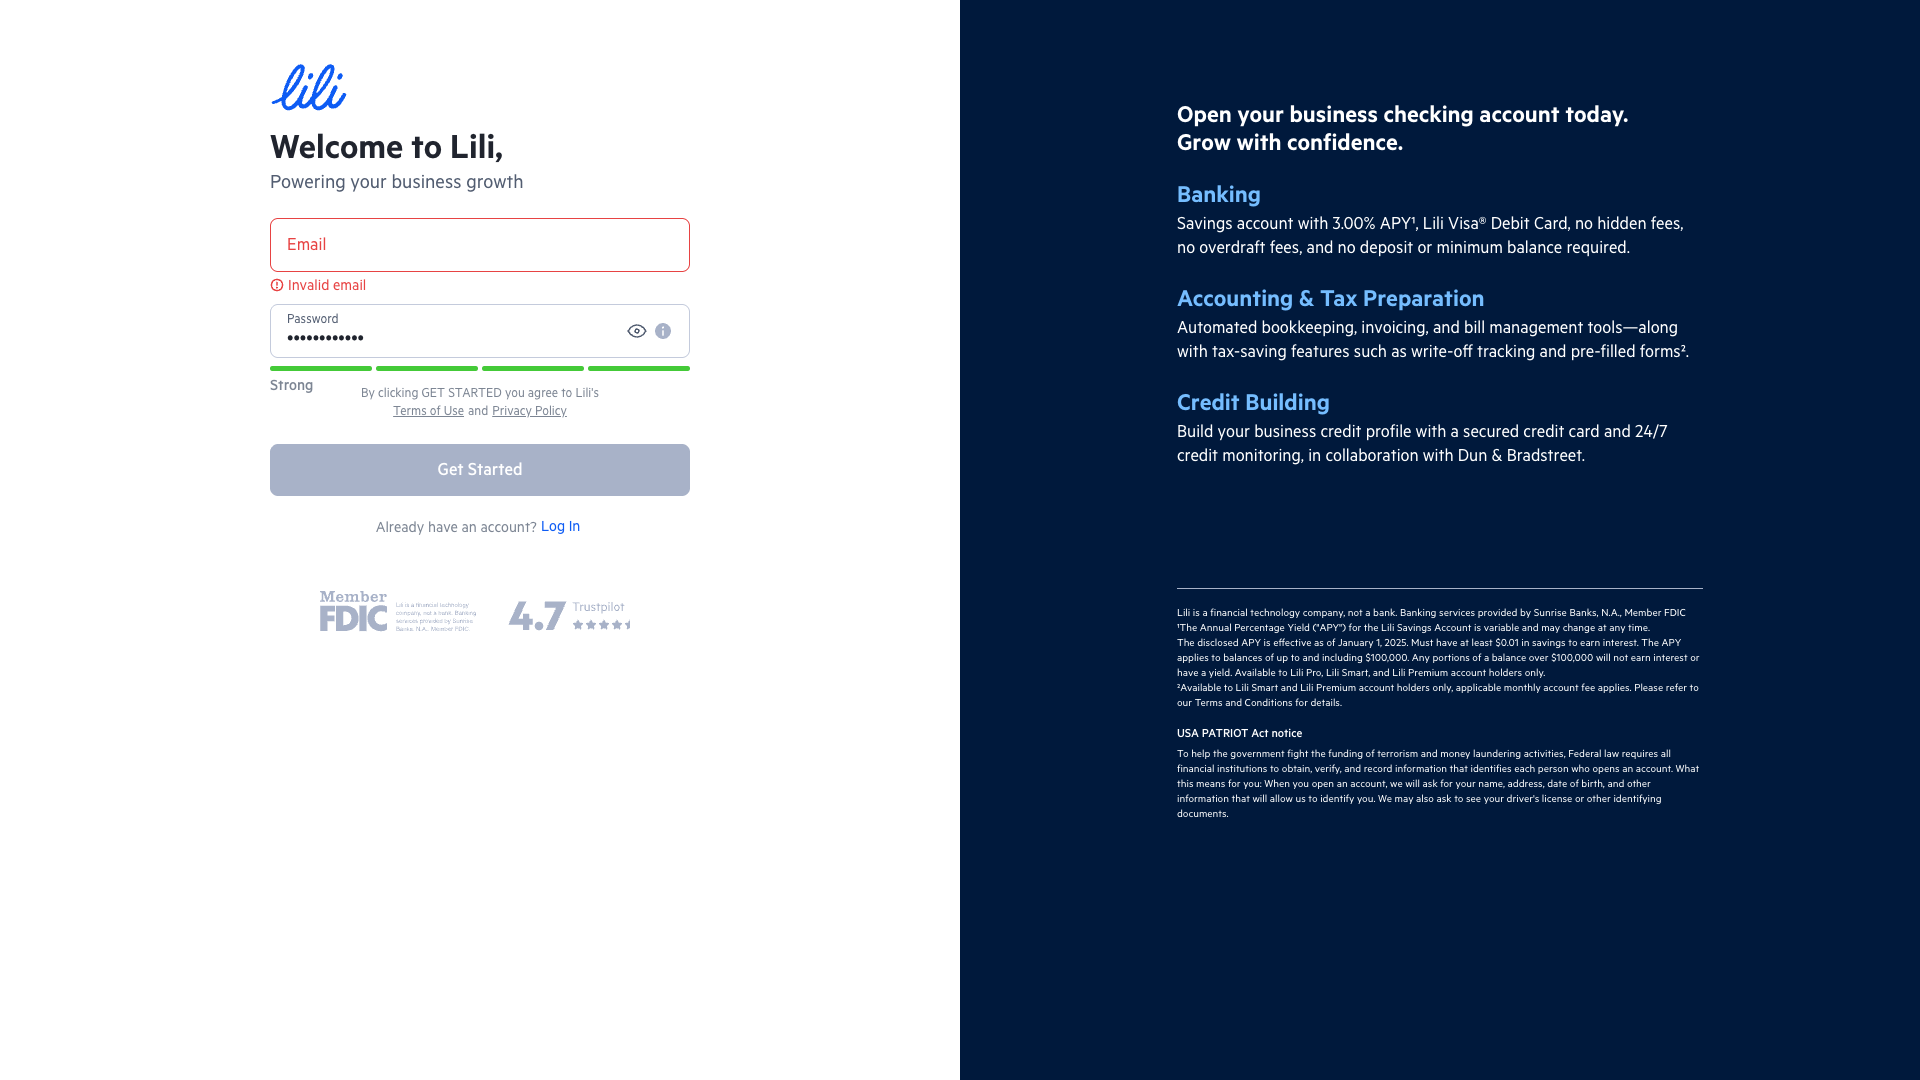 lili
Welcome to Lili,
Powering your business growth
Email
Invalid email
Password
••••••••••••
Strong
By clicking GET STARTED you agree to Lili's
Terms of Use and Privacy Policy
Get Started
Already have an account? Log In
Member
FDIC
Lili is a financial technology
company, not a bank. Banking
services provided by Sunrise
Banks, N.A., Member FDIC
4.7
Trustpilot
Open your business checking account today.
Grow with confidence.
Banking
Savings account with 3.00% APY¹, Lili Visa® Debit Card, no hidden fees,
no overdraft fees, and no deposit or minimum balance required.
Accounting & Tax Preparation
Automated bookkeeping, invoicing, and bill management tools—along
with tax-saving features such as write-off tracking and pre-filled forms².
Credit Building
Build your business credit profile with a secured credit card and 24/7
credit monitoring, in collaboration with Dun & Bradstreet.
Lili is a financial technology company, not a bank. Banking services provided by Sunrise Banks, N.A., Member FDIC
¹The Annual Percentage Yield ("APY") for the Lili Savings Account is variable and may change at any time.
The disclosed APY is effective as of January 1, 2025. Must have at least $0.01 in savings to earn interest. The APY
applies to balances of up to and including $100,000. Any portions of a balance over $100,000 will not earn interest or
have a yield. Available to Lili Pro, Lili Smart, and Lili Premium account holders only.
²Available to Lili Smart and Lili Premium account holders only, applicable monthly account fee applies. Please refer to
our Terms and Conditions for details.
USA PATRIOT Act notice
To help the government fight the funding of terrorism and money laundering activities, Federal law requires all
financial institutions to obtain, verify, and record information that identifies each person who opens an account. What
this means for you: When you open an account, we will ask for your name, address, date of birth, and other
information that will allow us to identify you. We may also ask to see your driver's license or other identifying
documents.